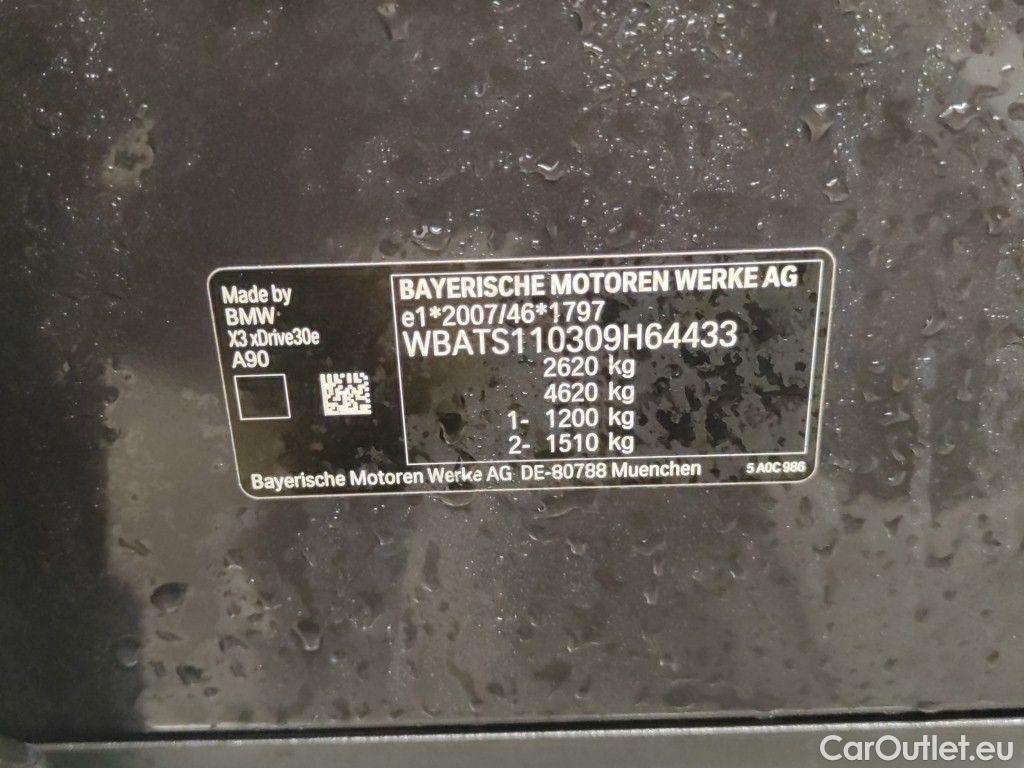 Made by
BMW
X3 xDrive30e
A90
BAYERISCHE MOTOREN WERKE AG
e1*2007/46*1797
WBATS110309H64433
2620 kg
4620 kg
1- 1200 kg
2- 1510 kg
Bayerische Motoren Werke AG DE-80788 Muenchen
5 A0C 986
CarOutlet.eu